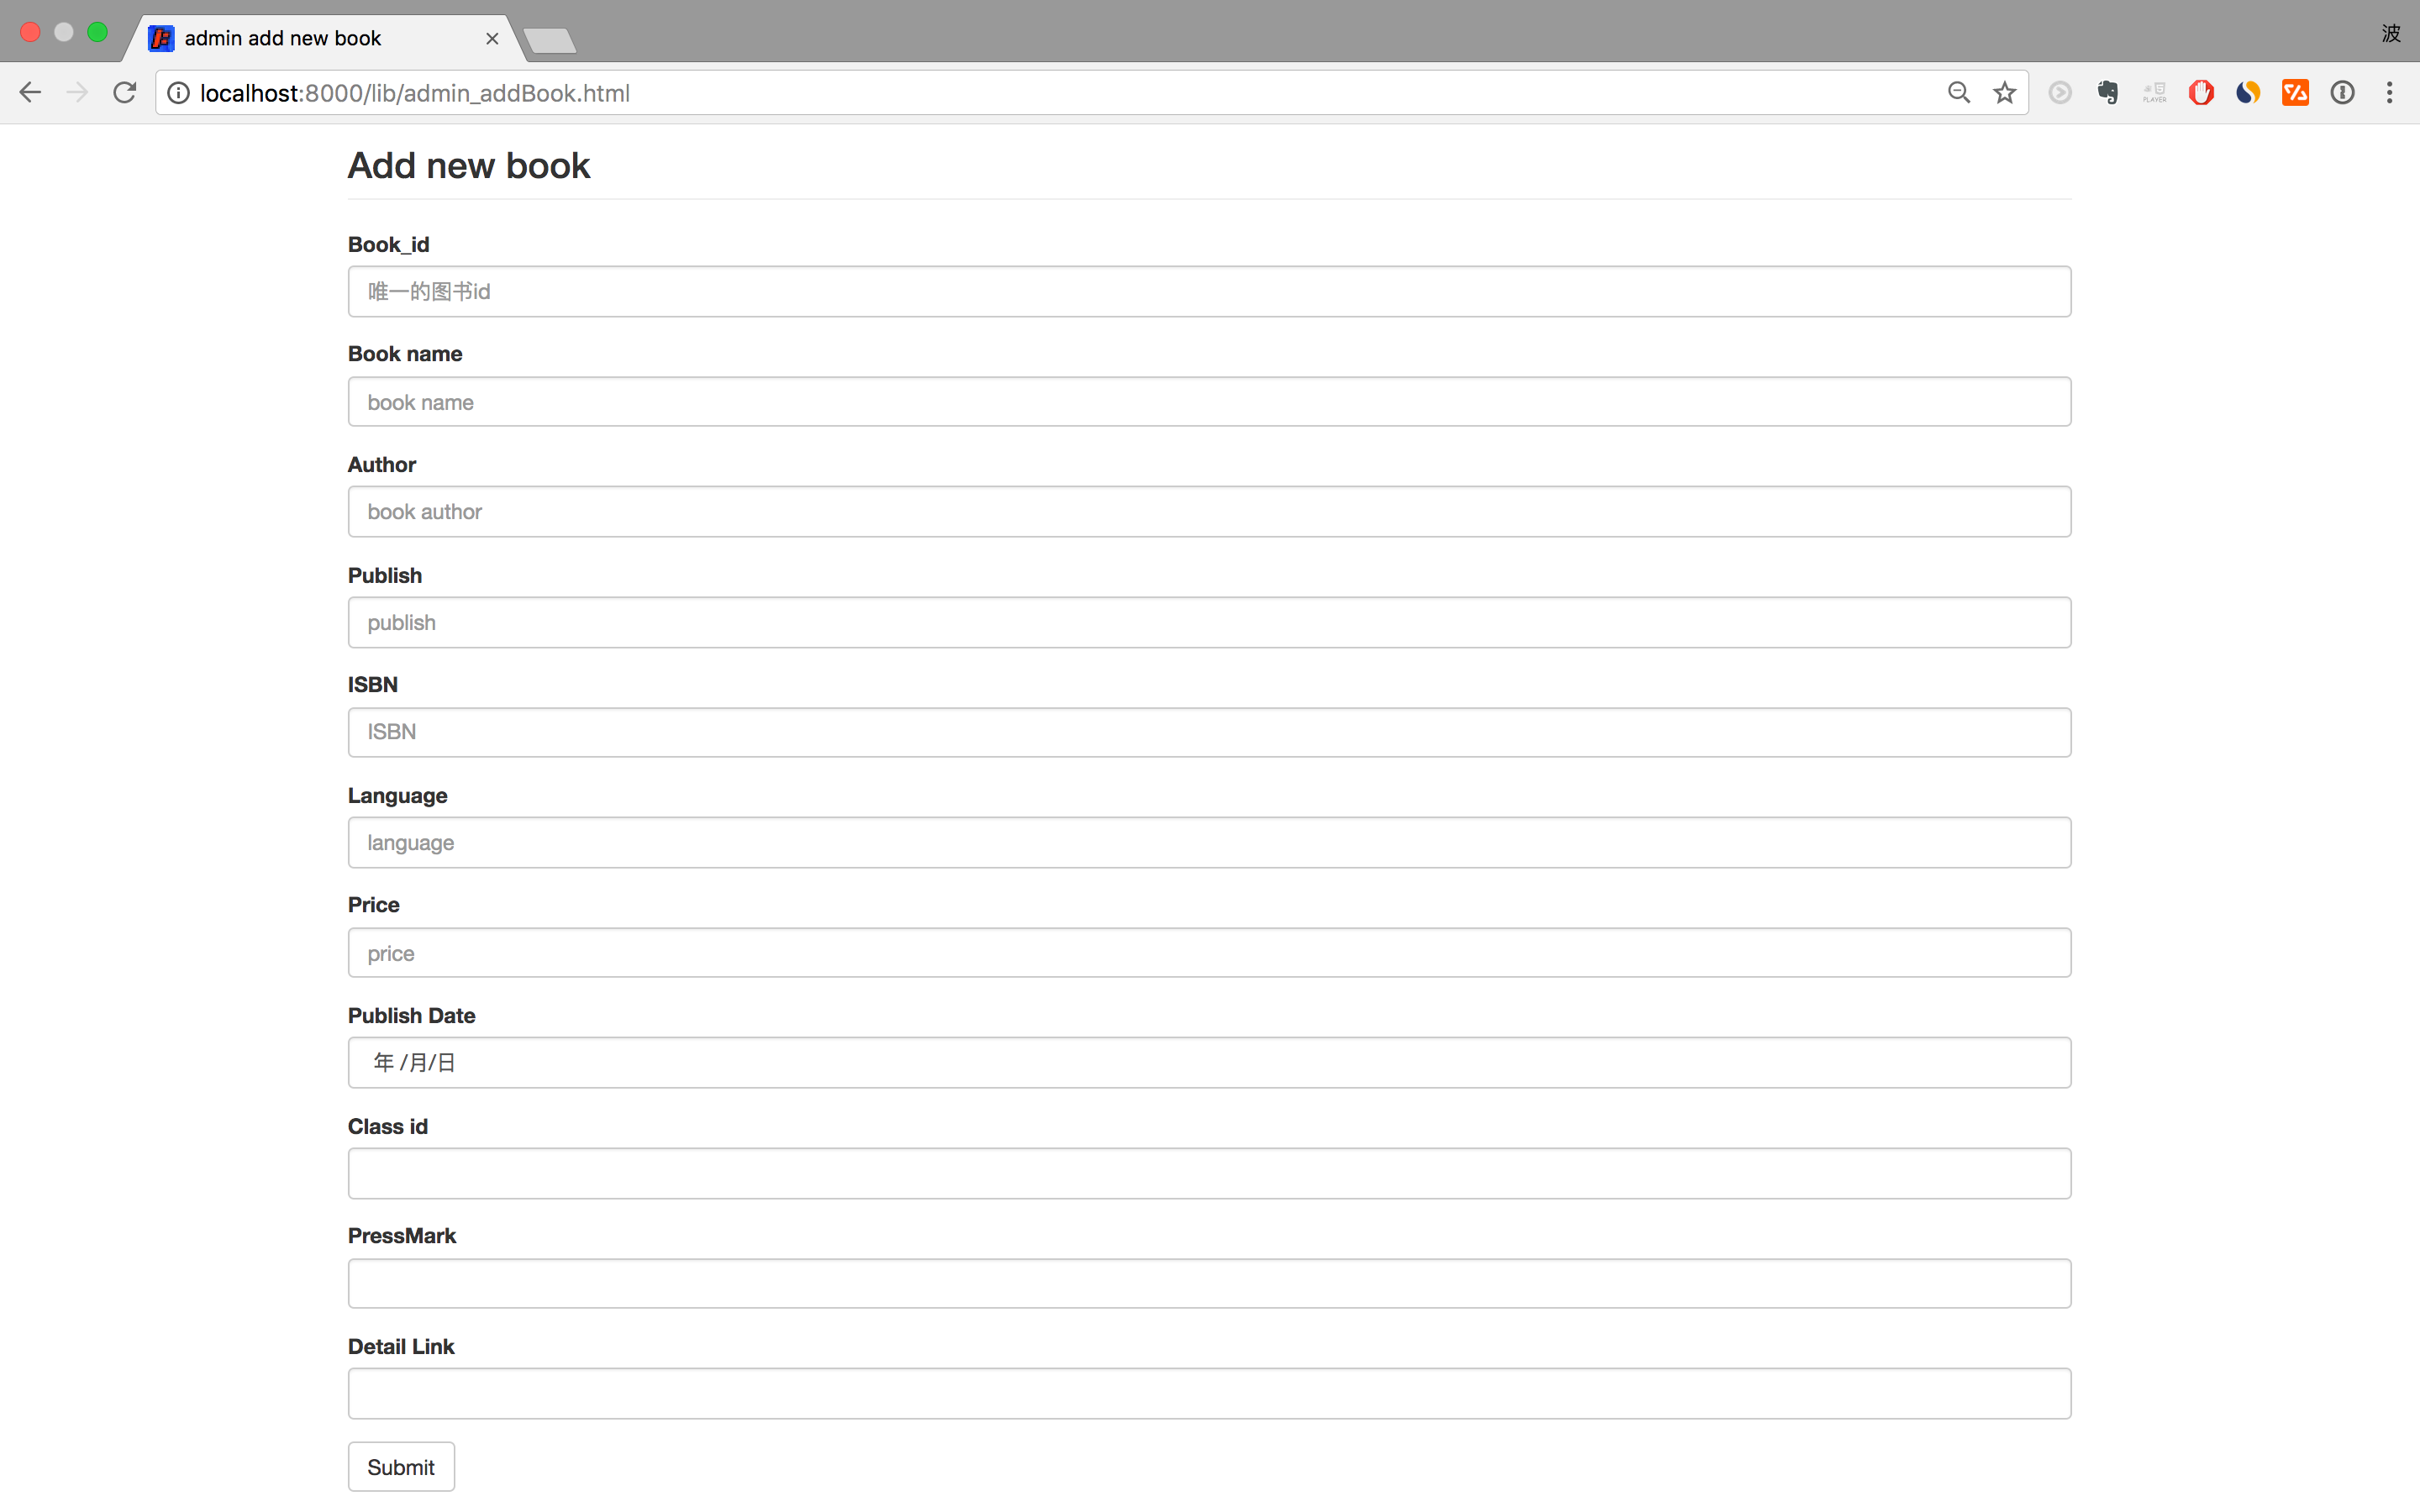 admin add new book
波
localhost:8000/lib/admin_addBook.html
PLAYER
Add new book
Book_id
唯一的图书id
Book name
book name
Author
book author
Publish
publish
ISBN
ISBN
Language
language
Price
price
Publish Date
年 /月/日
Class id
PressMark
Detail Link
Submit